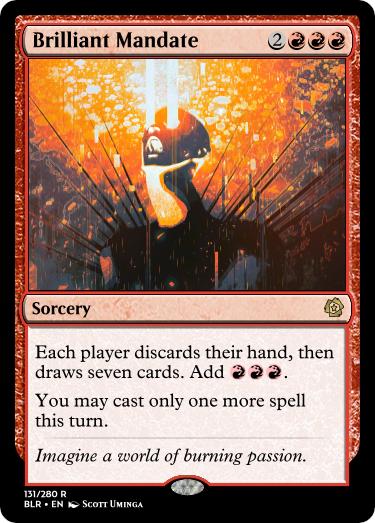 Brilliant Mandate 2
Sorcery
Each player discards their hand, then
draws seven cards. Add
You may cast only one more spell
this turn.
Imagine a world of burning passion.
131/280 R
BLR • EN Scott Uminga